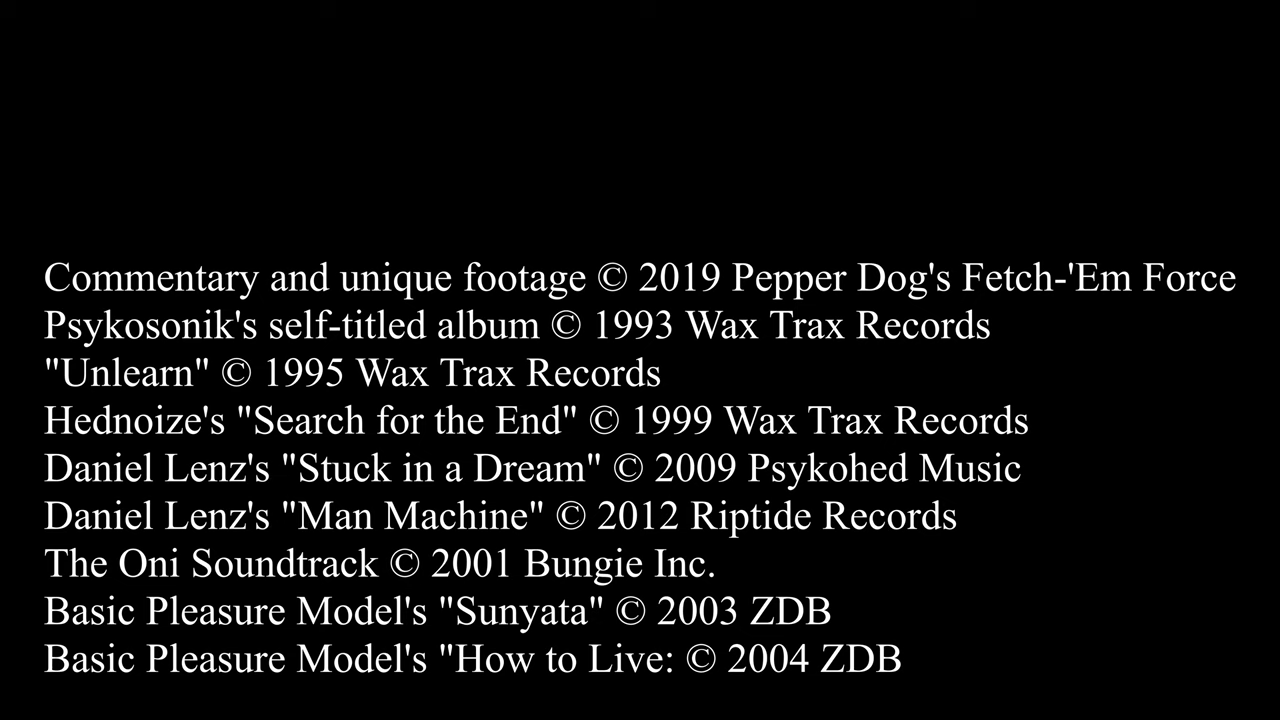 Commentary and unique footage © 2019 Pepper Dog's Fetch-'Em Force
Psykosonik's self-titled album © 1993 Wax Trax Records
"Unlearn" © 1995 Wax Trax Records
Hednoize's "Search for the End" © 1999 Wax Trax Records
Daniel Lenz's "Stuck in a Dream" © 2009 Psykohed Music
Daniel Lenz's "Man Machine" © 2012 Riptide Records
The Oni Soundtrack © 2001 Bungie Inc.
Basic Pleasure Model's "Sunyata" © 2003 ZDB
Basic Pleasure Model's "How to Live: © 2004 ZDB